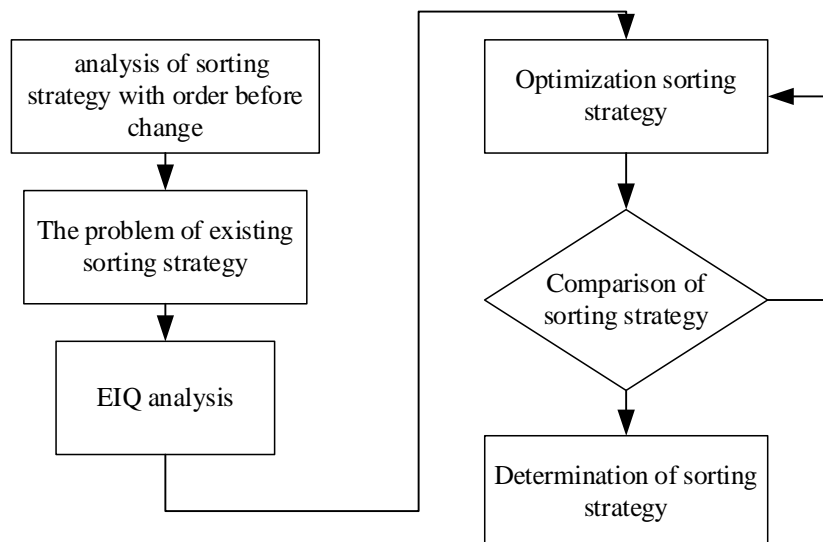 analysis of sorting
strategy with order before
change
The problem of existing
sorting strategy
EIQ analysis
Optimization sorting
strategy
Comparison of
sorting strategy
Determination of sorting
strategy